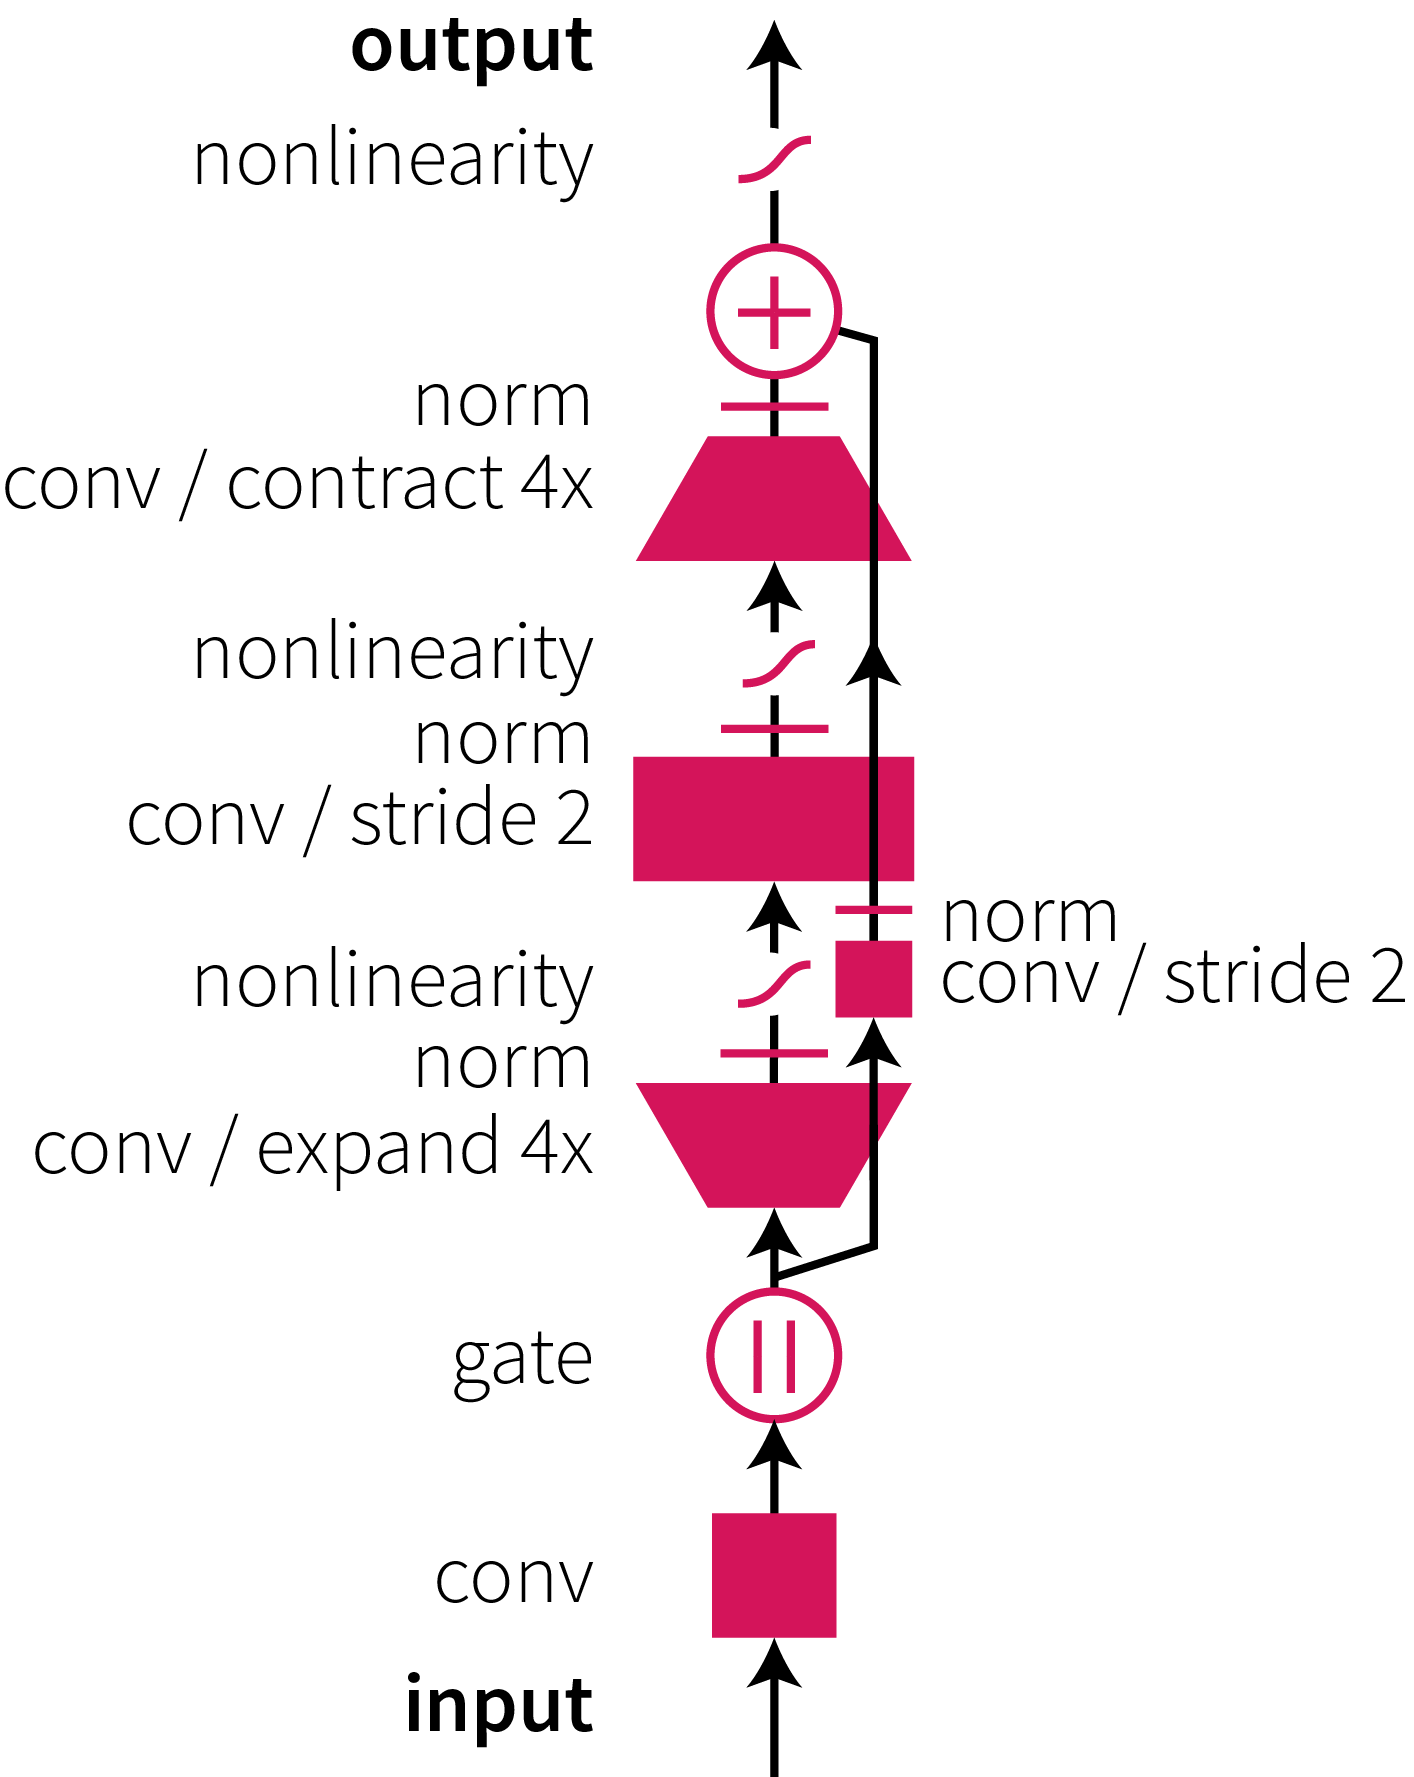 output
nonlinearity
norm
conv / contract 4x
nonlinearity
norm
conv / stride 2
norm
conv / stride 2
nonlinearity
norm
conv / expand 4x
gate
conv
input